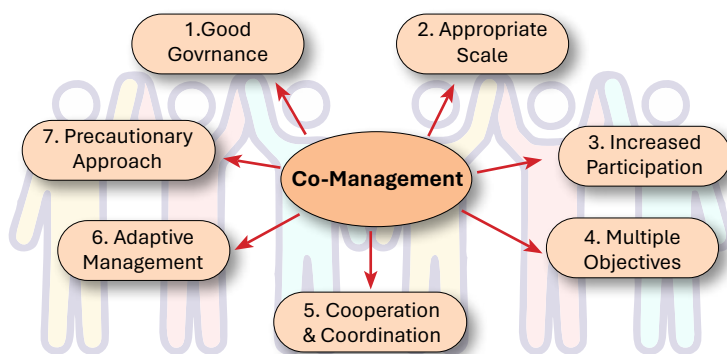 1.Good
Govrnance
2. Appropriate
Scale
7. Precautionary
Approach
Co-Management
3. Increased
Participation
6. Adaptive
Management
4. Multiple
Objectives
5. Cooperation
& Coordination